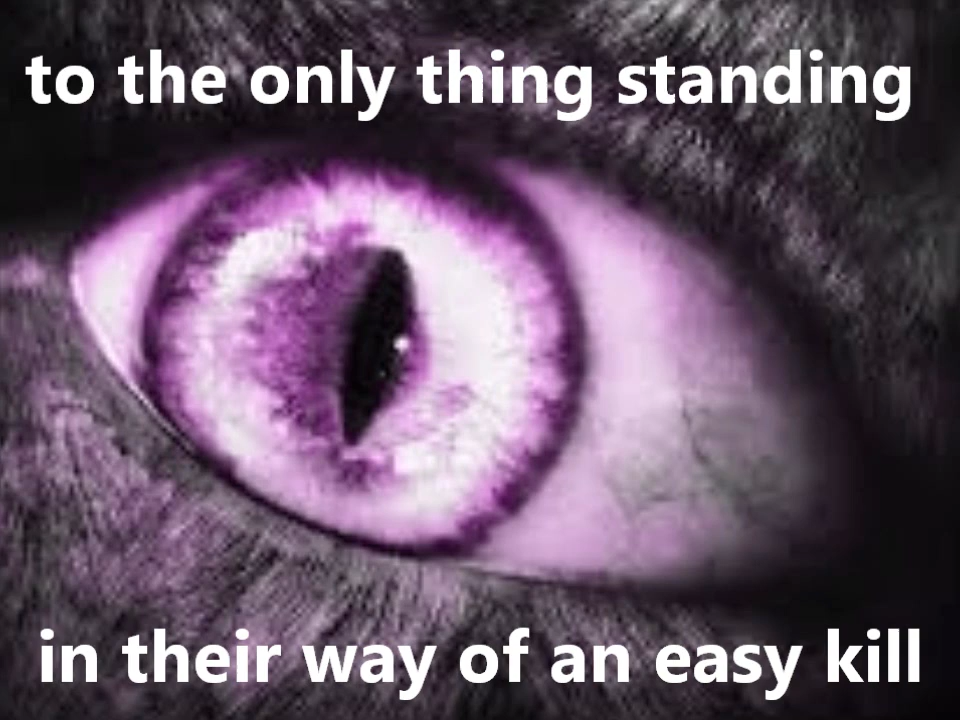 to the only thing standing
in their way of an easy kill